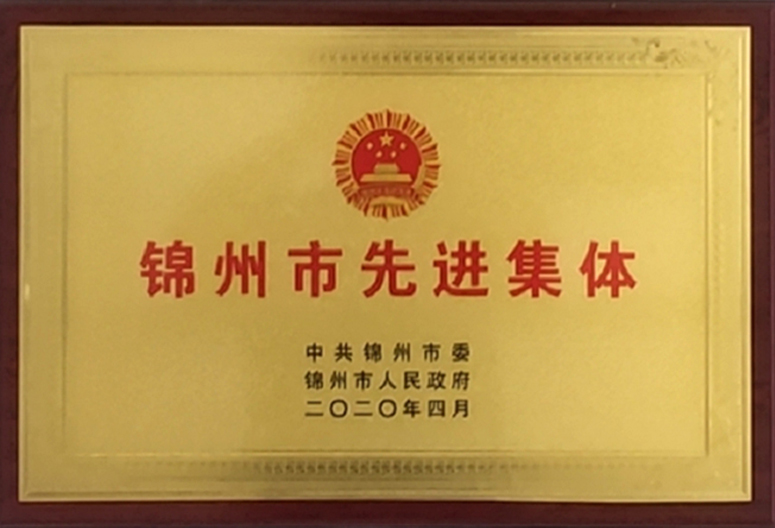 锦州市先进集体
中共锦州市委
锦州市人民政府
二〇二〇年四月